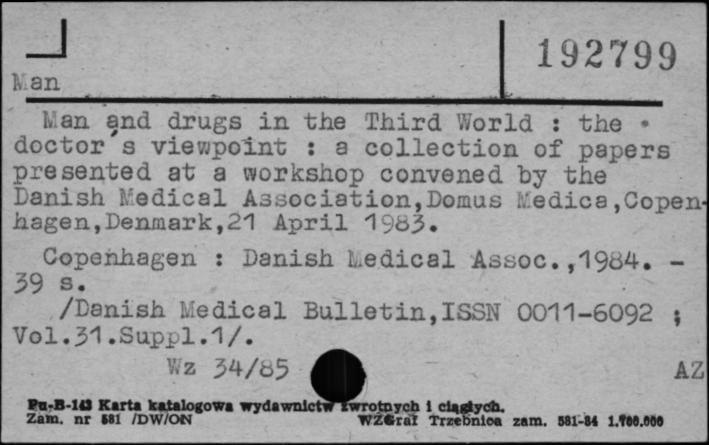 192799
Man
Man and drugs in the Third World : the
doctor's viewpoint : a collection of papers
presented at a workshop convened by the
Danish Medical Association,Domus Medica,Copen-
hagen,Denmark,21 April 1983.
Copenhagen : Danish Medical Assoc.,1984. -
39 s.
/Danish Medical Bulletin,ISSN 0011-6092 ;
Vol.31.Suppl.1/.
Wz 34/85 AZ
Pu-B-143 Karta katalogowa wydawnictw zwrotnych i ciągłych.
Zam. nr 581 /DW/ON WZGraf Trzebnica zam. 581-84 1.700.000